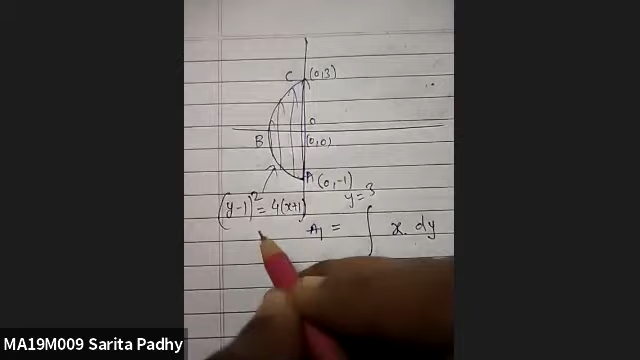 C (0,3)
0
B (0,0)
A (0,-1)
(y-1)² = 4(x+1) y=3
A₁ = ∫ x. dy
MA19M009 Sarita Padhy